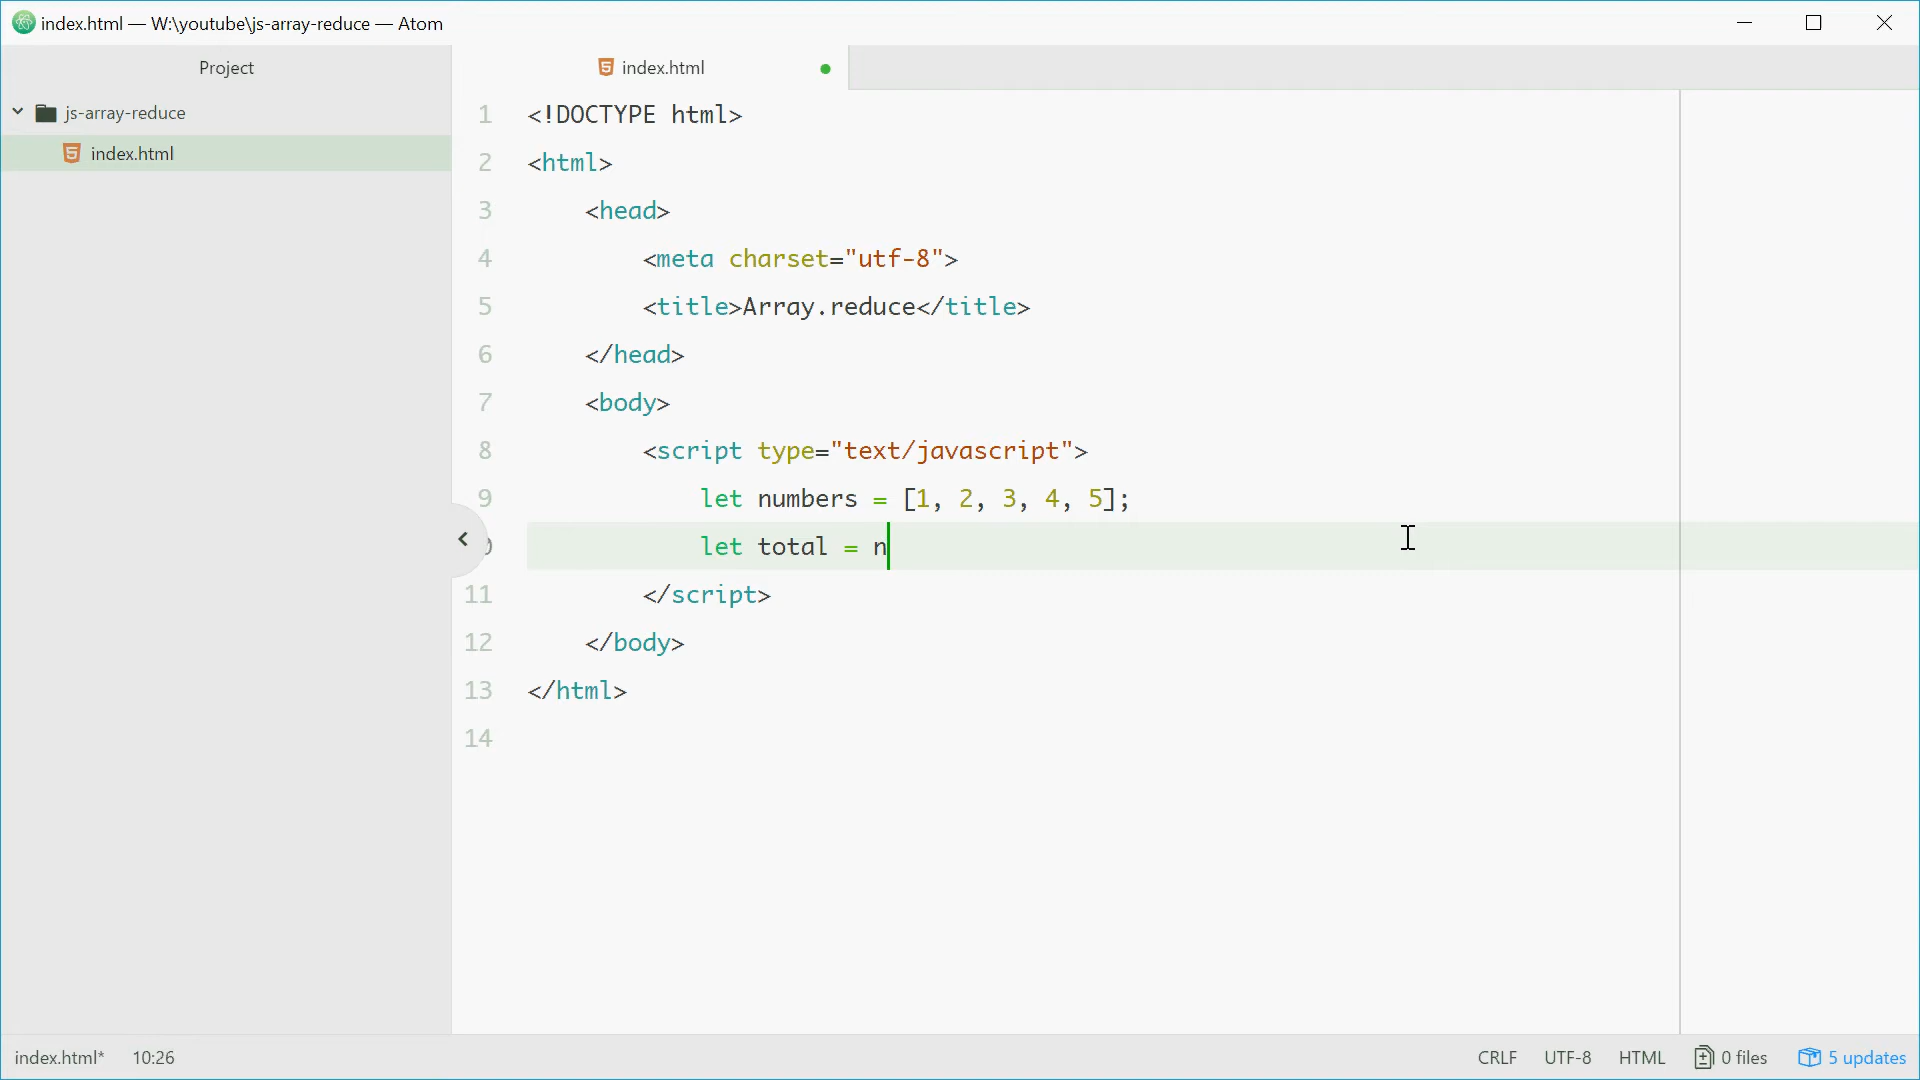 index.html — W:\youtube\js-array-reduce — Atom
Project
index.html
js-array-reduce
index.html
1 <!DOCTYPE html>
2 <html>
3 <head>
4 <meta charset="utf-8">
5 <title>Array.reduce</title>
6 </head>
7 <body>
8 <script type="text/javascript">
9 let numbers = [1, 2, 3, 4, 5];
let total = n
11 </script>
12 </body>
13 </html>
14
index.html* 10:26 CRLF UTF-8 HTML 0 files 5 updates